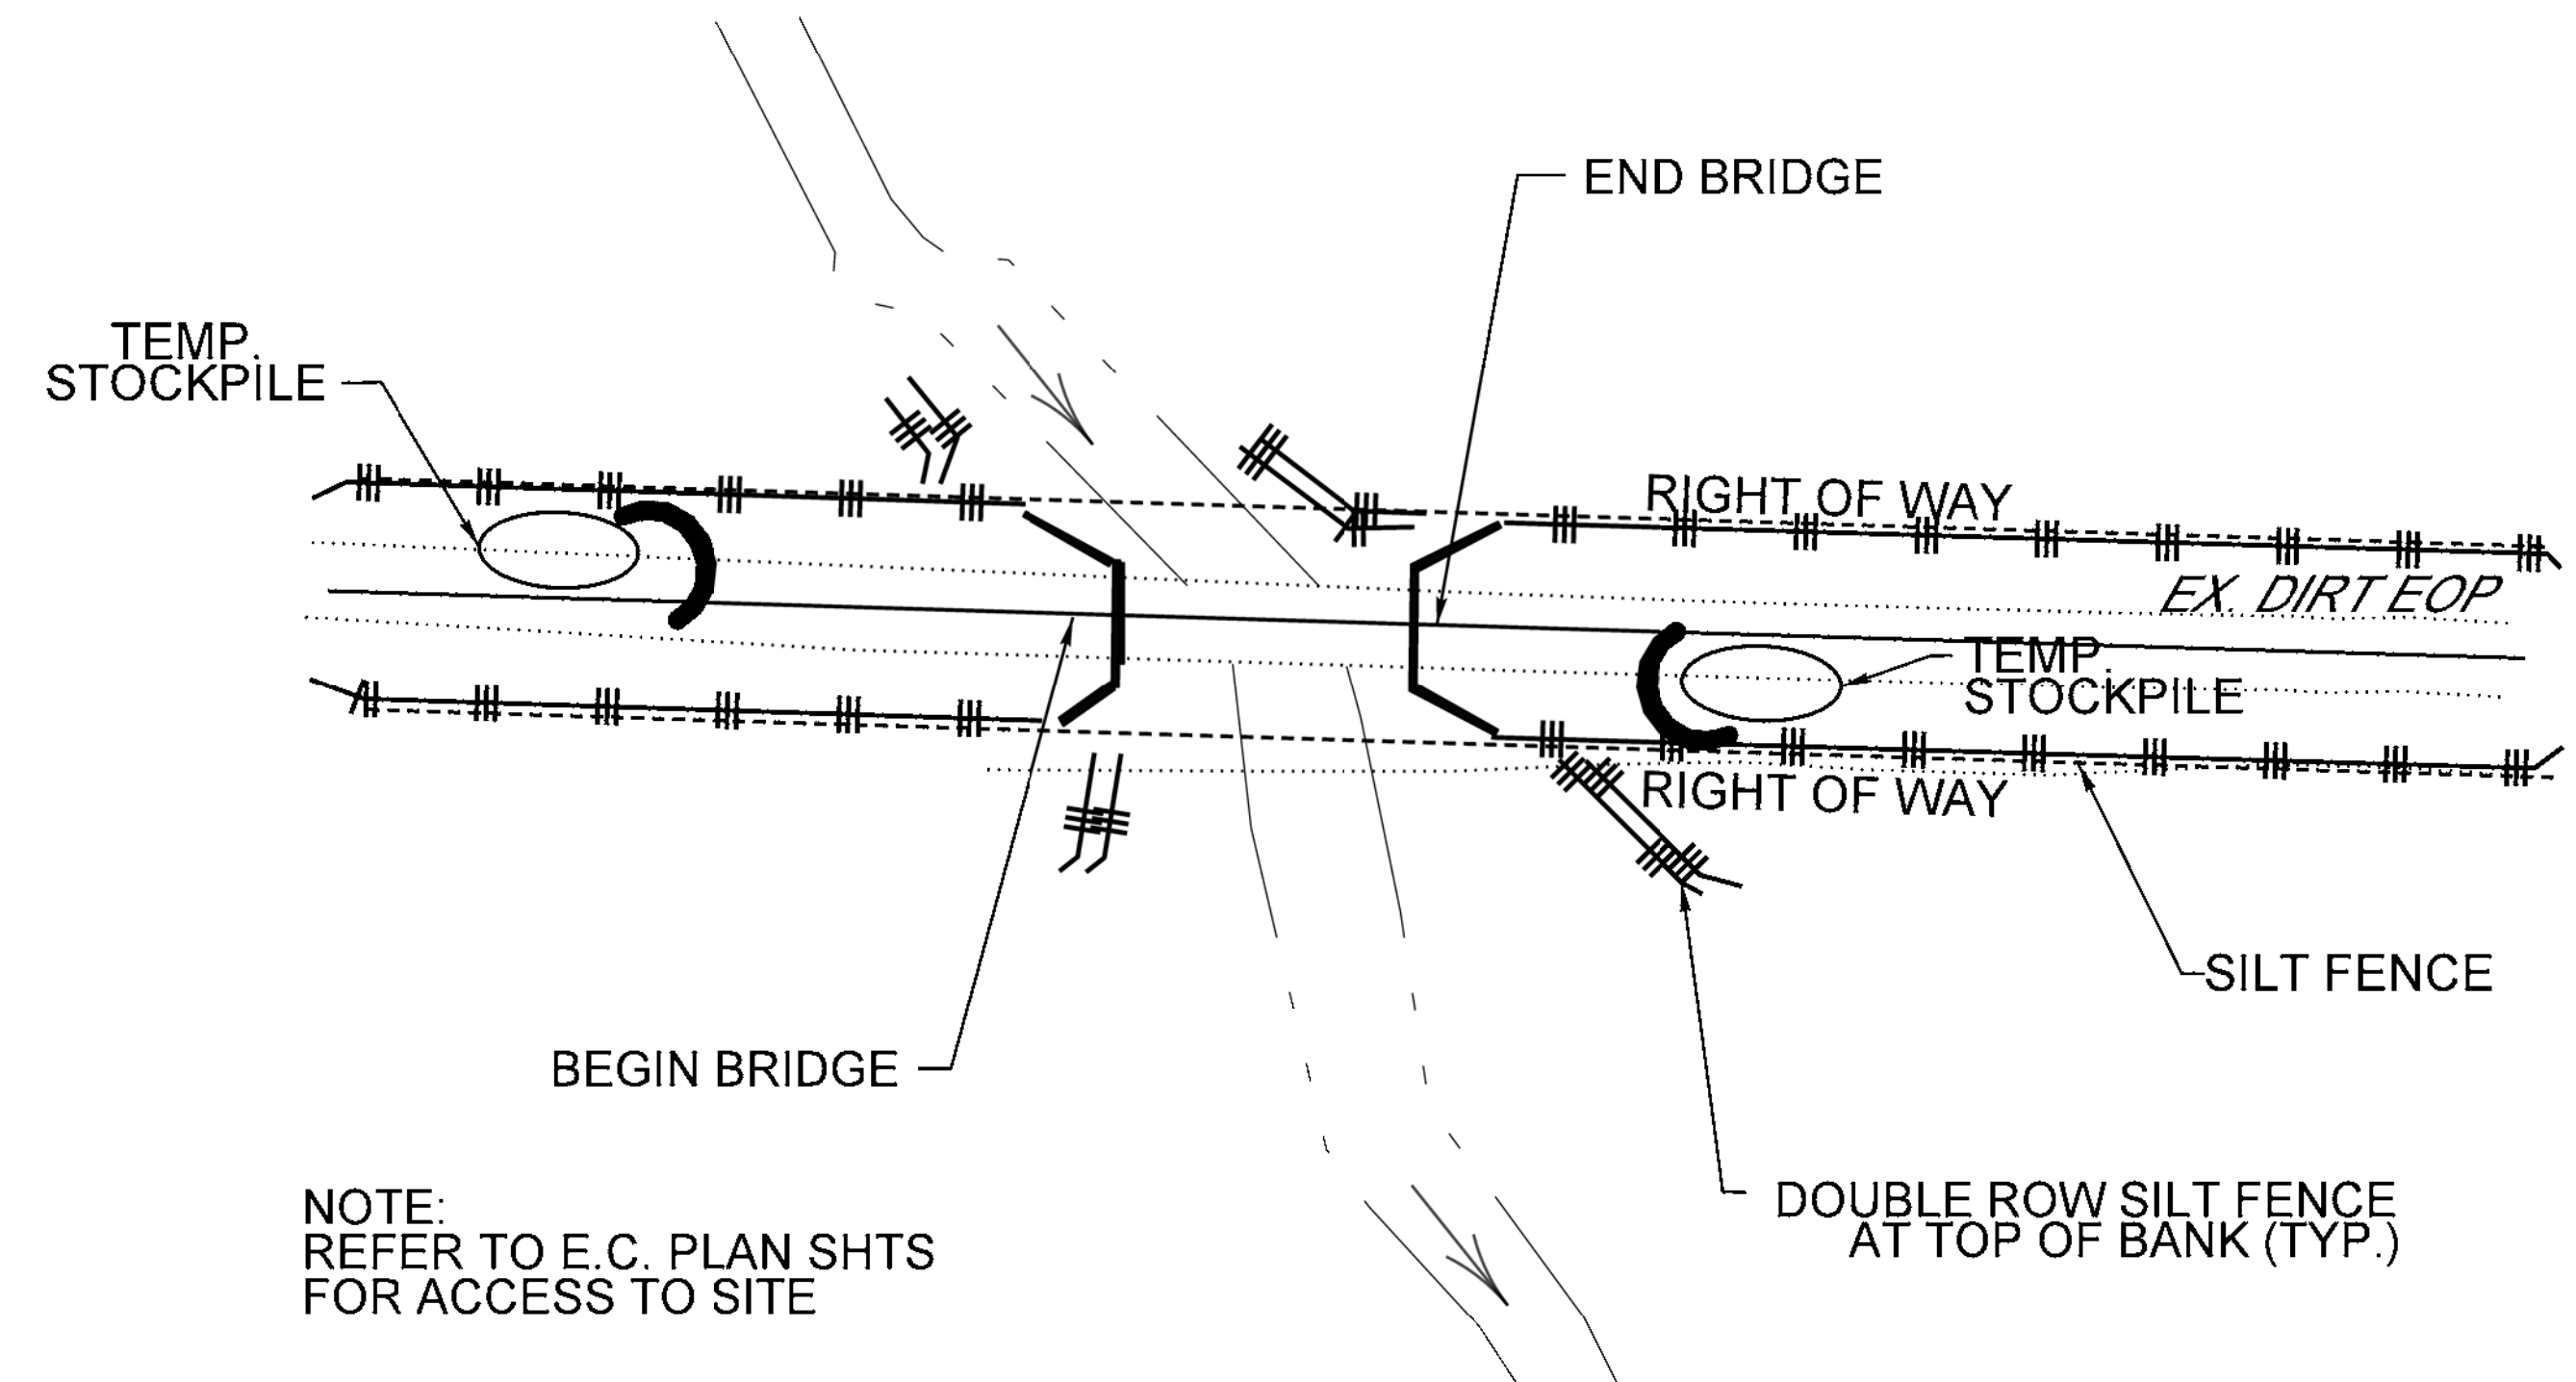 END BRIDGE
TEMP.
STOCKPILE
RIGHT OF WAY
EX. DIRT EOP
TEMP.
STOCKPILE
RIGHT OF WAY
SILT FENCE
BEGIN BRIDGE
DOUBLE ROW SILT FENCE
AT TOP OF BANK (TYP.)
NOTE:
REFER TO E.C. PLAN SHTS
FOR ACCESS TO SITE